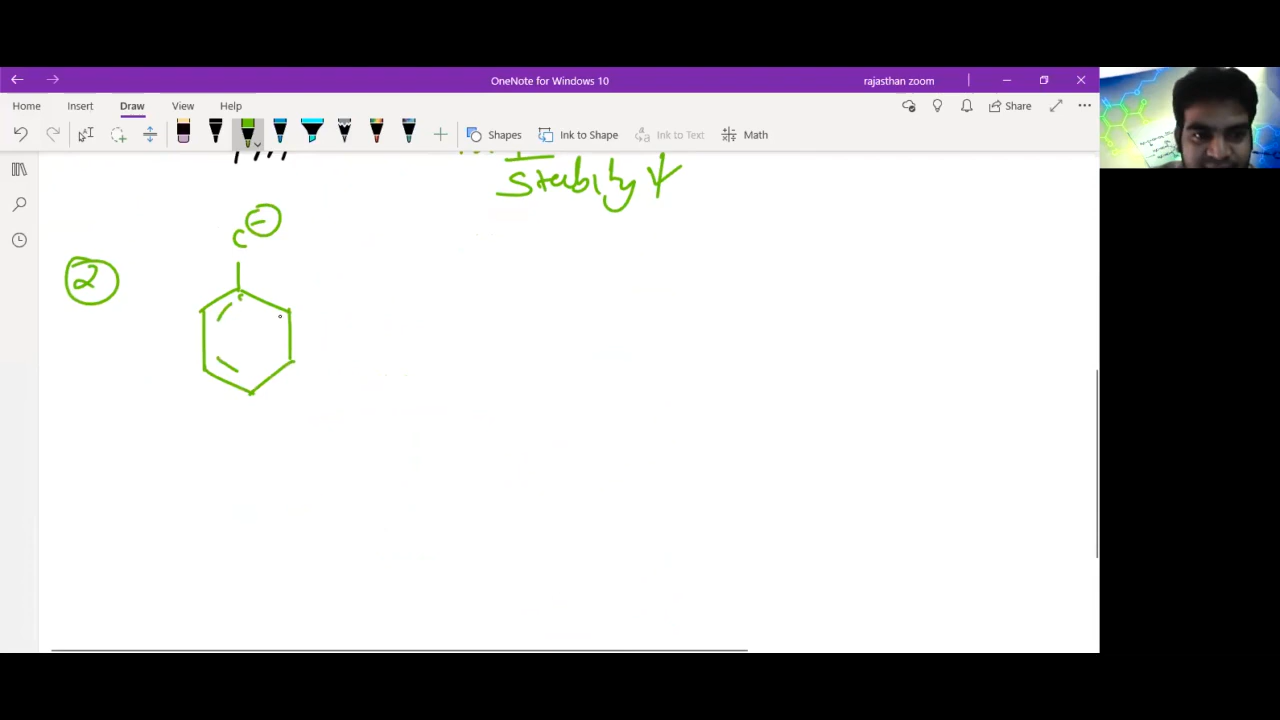 OneNote for Windows 10
rajasthan zoom
Home Insert Draw View Help
Share
Shapes
Ink to Shape
Ink to Text
Math
Stability ↓
C⊖
②